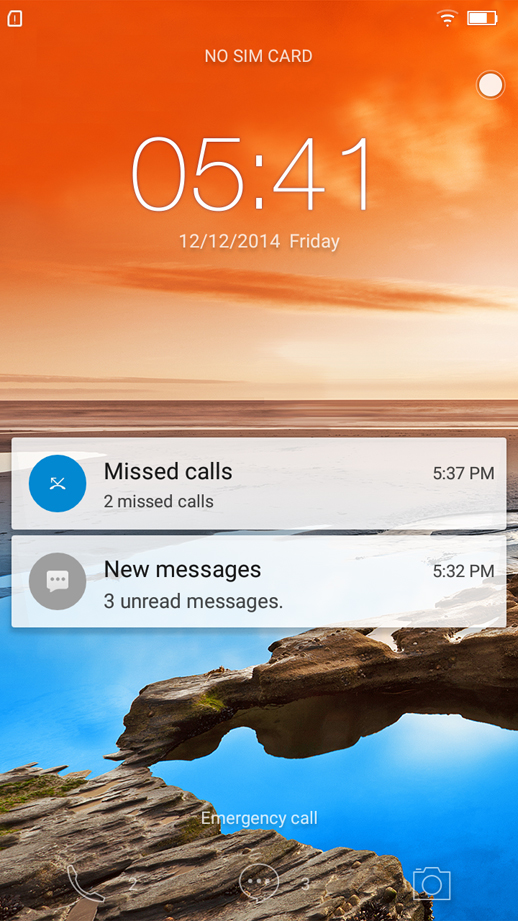 NO SIM CARD
05:41
12/12/2014 Friday
Missed calls
5:37 PM
2 missed calls
New messages
5:32 PM
3 unread messages.
Emergency call
2
3